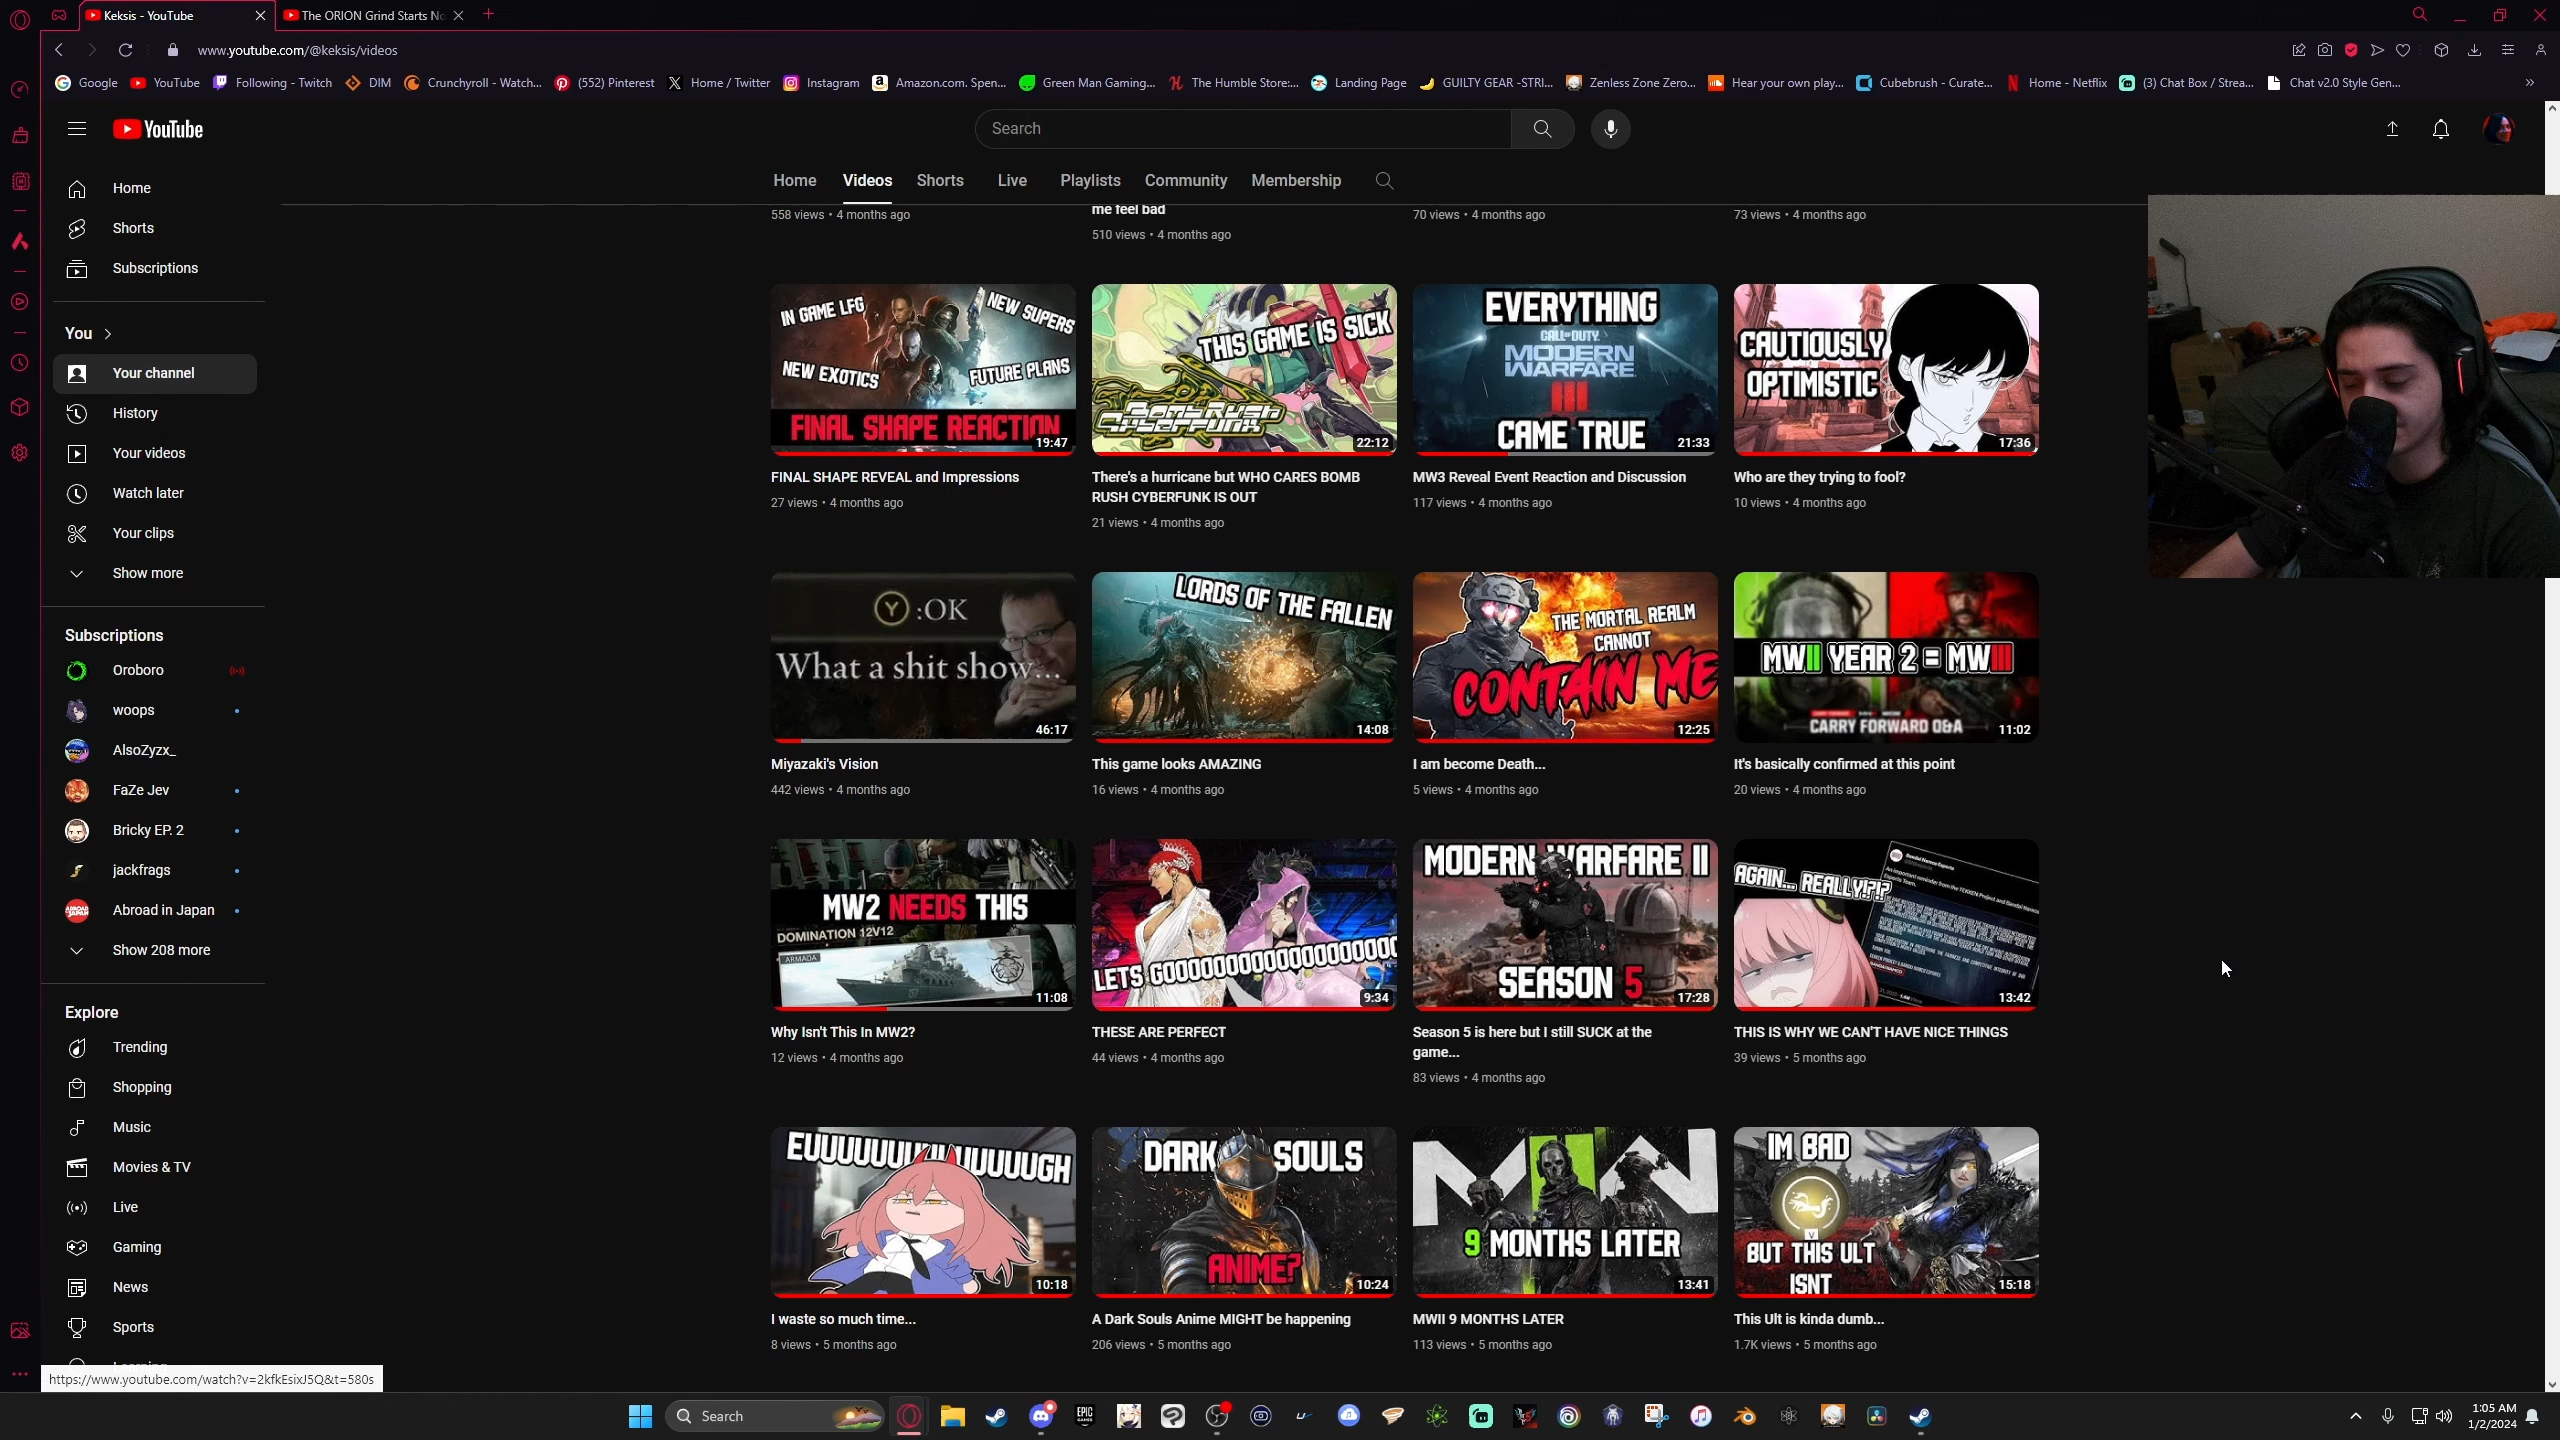 Keksis - YouTube
The ORION Grind Starts No
www.youtube.com/@keksis/videos
Google
YouTube
Following - Twitch
DIM
Crunchyroll - Watch...
(552) Pinterest
Home / Twitter
Instagram
Amazon.com. Spen...
Green Man Gaming...
The Humble Store:...
Landing Page
GUILTY GEAR -STRI...
Zenless Zone Zero...
Hear your own play...
Cubebrush - Curate...
Home - Netflix
(3) Chat Box / Strea...
Chat v2.0 Style Gen...
YouTube
Search
Home
Videos
Shorts
Live
Playlists
Community
Membership
Home
Shorts
Subscriptions
You
Your channel
History
Your videos
Watch later
Your clips
Show more
Subscriptions
Oroboro
woops
AlsoZyzx_
FaZe Jev
Bricky EP. 2
jackfrags
Abroad in Japan
Show 208 more
Explore
Trending
Shopping
Music
Movies & TV
Live
Gaming
News
Sports
Learning
558 views • 4 months ago
me feel bad
510 views • 4 months ago
70 views • 4 months ago
73 views • 4 months ago
IN GAME LFG
NEW SUPERS
NEW EXOTICS
FUTURE PLANS
FINAL SHAPE REACTION
19:47
FINAL SHAPE REVEAL and Impressions
27 views • 4 months ago
THIS GAME IS SICK
BOMB RUSH
CYBERFUNK
22:12
There's a hurricane but WHO CARES BOMB
RUSH CYBERFUNK IS OUT
21 views • 4 months ago
EVERYTHING
CALL OF DUTY
MODERN
WARFARE
III
CAME TRUE
21:33
MW3 Reveal Event Reaction and Discussion
117 views • 4 months ago
CAUTIOUSLY
OPTIMISTIC
17:36
Who are they trying to fool?
10 views • 4 months ago
Y :OK
What a shit show...
46:17
Miyazaki's Vision
442 views • 4 months ago
LORDS OF THE FALLEN
14:08
This game looks AMAZING
16 views • 4 months ago
THE MORTAL REALM
CANNOT
CONTAIN ME
12:25
I am become Death...
5 views • 4 months ago
MWII YEAR 2 = MWIII
CARRY FORWARD Q&A
11:02
It's basically confirmed at this point
20 views • 4 months ago
MW2 NEEDS THIS
DOMINATION 12V12
ARMADA
11:08
Why Isn't This In MW2?
12 views • 4 months ago
LETS GOOOOOOOOOOOOOOOOOOO
9:34
THESE ARE PERFECT
44 views • 4 months ago
MODERN WARFARE II
SEASON 5
17:28
Season 5 is here but I still SUCK at the
game...
83 views • 4 months ago
AGAIN... REALLY!?!?
13:42
THIS IS WHY WE CAN'T HAVE NICE THINGS
39 views • 5 months ago
EUUUUUUUUUUUUUGH
10:18
I waste so much time...
8 views • 5 months ago
DARK SOULS
ANIME?
10:24
A Dark Souls Anime MIGHT be happening
206 views • 5 months ago
MWII
9 MONTHS LATER
13:41
MWII 9 MONTHS LATER
113 views • 5 months ago
IM BAD
V
BUT THIS ULT
ISNT
15:18
This Ult is kinda dumb...
1.7K views • 5 months ago
https://www.youtube.com/watch?v=2kfkEsixJ5Q&t=580s
Search
EPIC
GAMES
1:05 AM
1/2/2024